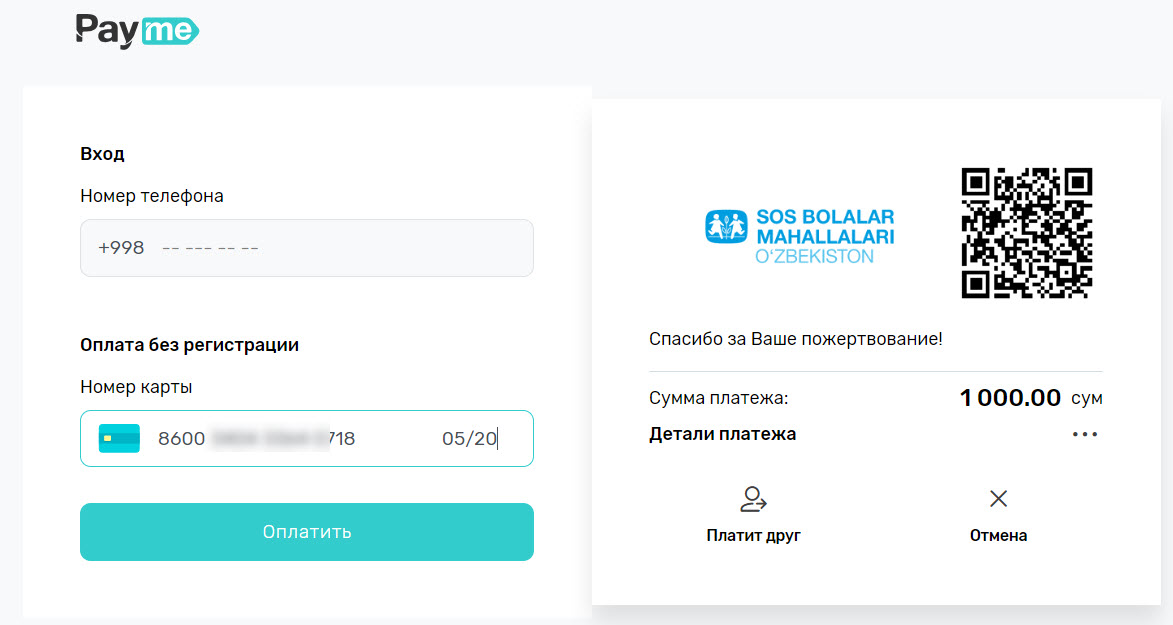 Payme
Вход
Номер телефона
+998 -- --- -- --
Оплата без регистрации
Номер карты
8600 718 05/20
Оплатить
SOS BOLALAR
MAHALLALARI
O‘ZBEKISTON
Спасибо за Ваше пожертвование!
Сумма платежа: 1 000.00 сум
Детали платежа
Платит друг
Отмена